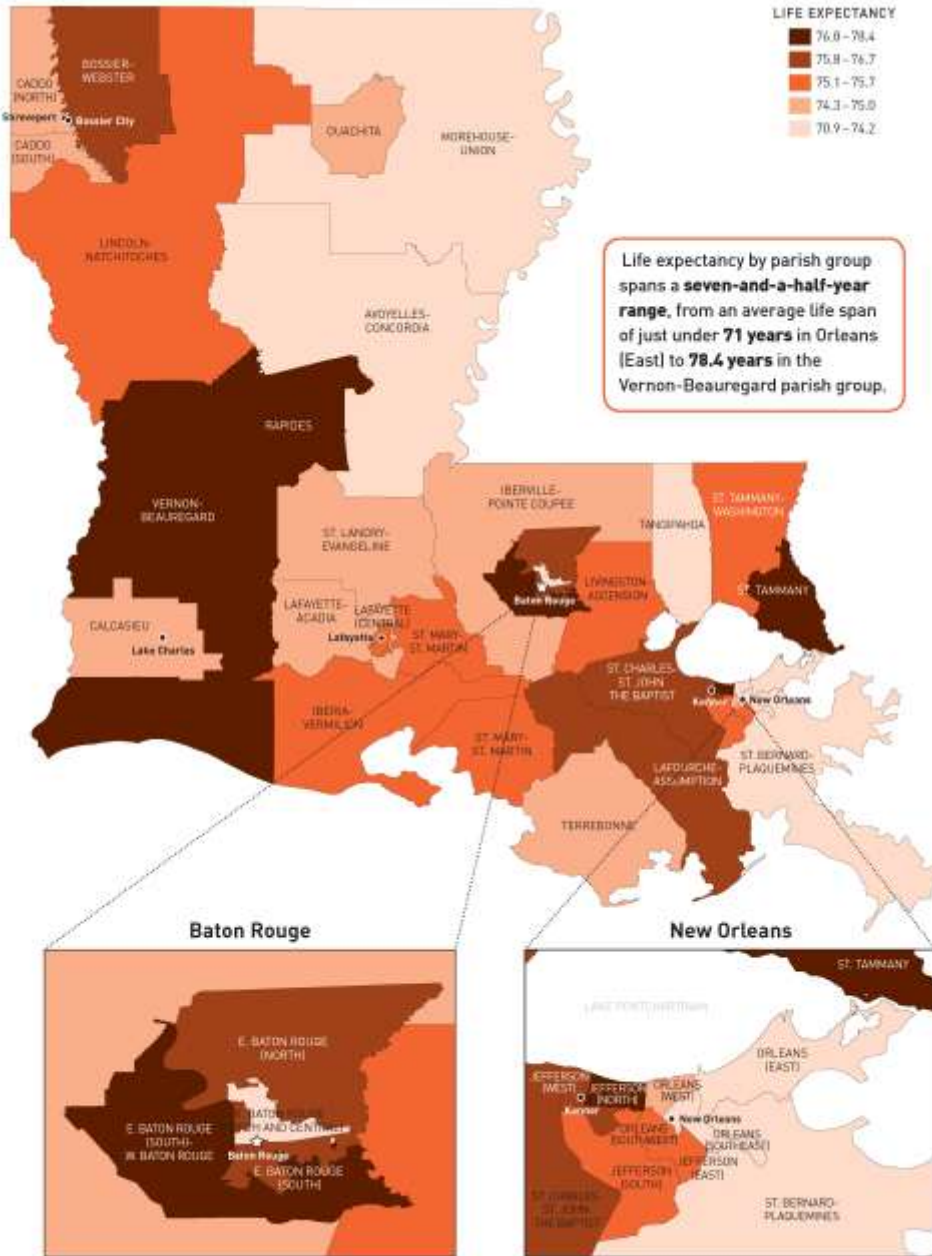 LIFE EXPECTANCY
76.8 – 78.4
75.8 – 76.7
75.1 – 75.7
74.3 – 75.0
70.9 – 74.2
BOSSIER-
WEBSTER
CADDO
(NORTH)
Shreveport
Bossier City
CADDO
(SOUTH)
OUACHITA
MOREHOUSE-
UNION
LINCOLN-
NATCHITOCHES
Life expectancy by parish group
spans a seven-and-a-half-year
range, from an average life span
of just under 71 years in Orleans
(East) to 78.4 years in the
Vernon-Beauregard parish group.
AVOYELLES-
CONCORDIA
RAPIDES
VERNON-
BEAUREGARD
ST. LANDRY-
EVANGELINE
IBERVILLE-
POINTE COUPEE
TANGIPAHOA
ST. TAMMANY-
WASHINGTON
ST. TAMMANY
CALCASIEU
Lake Charles
LAFAYETTE-
ACADIA
LAFAYETTE
(CENTRAL)
Lafayette
ST. MARY-
ST. MARTIN
Baton Rouge
LIVINGSTON-
ASCENSION
ST. CHARLES-
ST. JOHN
THE BAPTIST
Kenner
New Orleans
IBERIA-
VERMILION
ST. MARY-
ST. MARTIN
LAFOURCHE-
ASSUMPTION
ST. BERNARD-
PLAQUEMINES
TERREBONNE
Baton Rouge
E. BATON ROUGE
(NORTH)
E. BATON ROUGE
AND CENTRAL)
Baton Rouge
E. BATON ROUGE
(SOUTH)-
W. BATON ROUGE
E. BATON ROUGE
(SOUTH)
New Orleans
ST. TAMMANY
LAKE PONTCHARTRAIN
ORLEANS
(EAST)
JEFFERSON
(WEST)
Kenner
JEFFERSON
(NORTH)
ORLEANS
(WEST)
New Orleans
ORLEANS
(SOUTHWEST)
ORLEANS
(SOUTHEAST)
JEFFERSON
(EAST)
JEFFERSON
(SOUTH)
ST. CHARLES-
ST. JOHN
THE BAPTIST
ST. BERNARD-
PLAQUEMINES